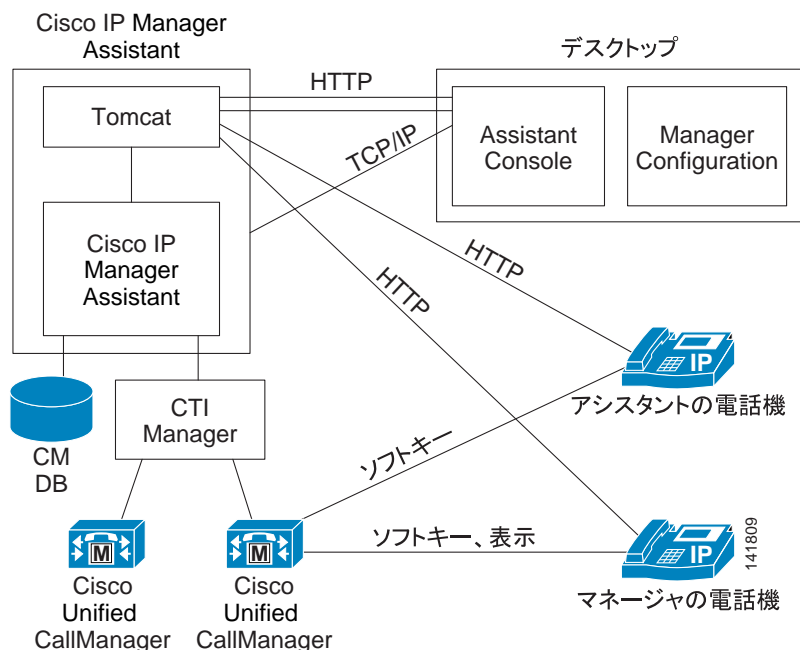 Cisco IP Manager
Assistant
デスクトップ
HTTP
Tomcat
Assistant
Console
Manager
Configuration
TCP/IP
Cisco IP
Manager
Assistant
HTTP
HTTP
IP
アシスタントの電話機
CTI
Manager
CM
DB
ソフトキー
ソフトキー、表示
M
M
IP
141809
マネージャの電話機
Cisco
Unified
CallManager
Cisco
Unified
CallManager